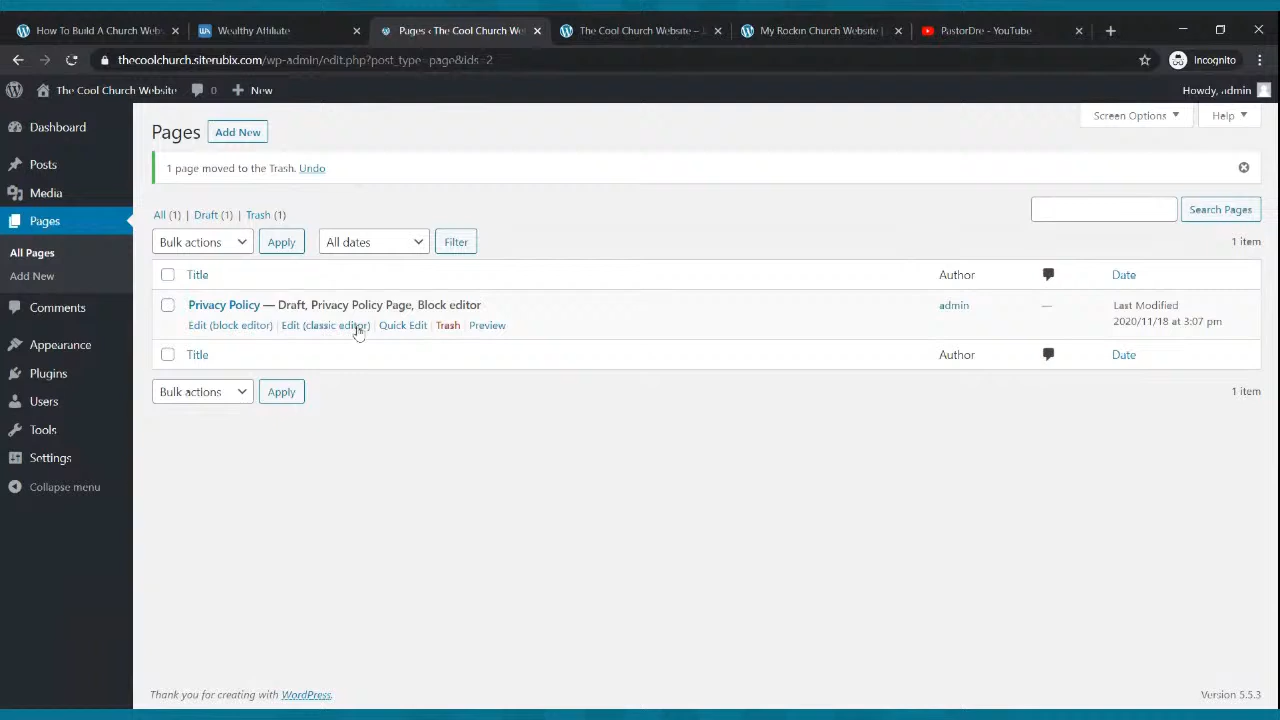 How To Build A Church Webs
Wealthy Affiliate
Pages ‹ The Cool Church We
The Cool Church Website –
My Rockin Church Website |
PastorDre - YouTube
thecoolchurch.siterubix.com/wp-admin/edit.php?post_type=page&ids=2
Incognito
The Cool Church Website
0
New
Howdy, admin
Screen Options
Help
Dashboard
Posts
Media
Pages
All Pages
Add New
Comments
Appearance
Plugins
Users
Tools
Settings
Collapse menu
Pages
Add New
1 page moved to the Trash. Undo
All (1) | Draft (1) | Trash (1)
Search Pages
Bulk actions
Apply
All dates
Filter
1 item
Title
Author
Date
Privacy Policy — Draft, Privacy Policy Page, Block editor
admin
—
Last Modified
2020/11/18 at 3:07 pm
Edit (block editor) | Edit (classic editor) | Quick Edit | Trash | Preview
Title
Author
Date
Bulk actions
Apply
1 item
Thank you for creating with WordPress.
Version 5.5.3